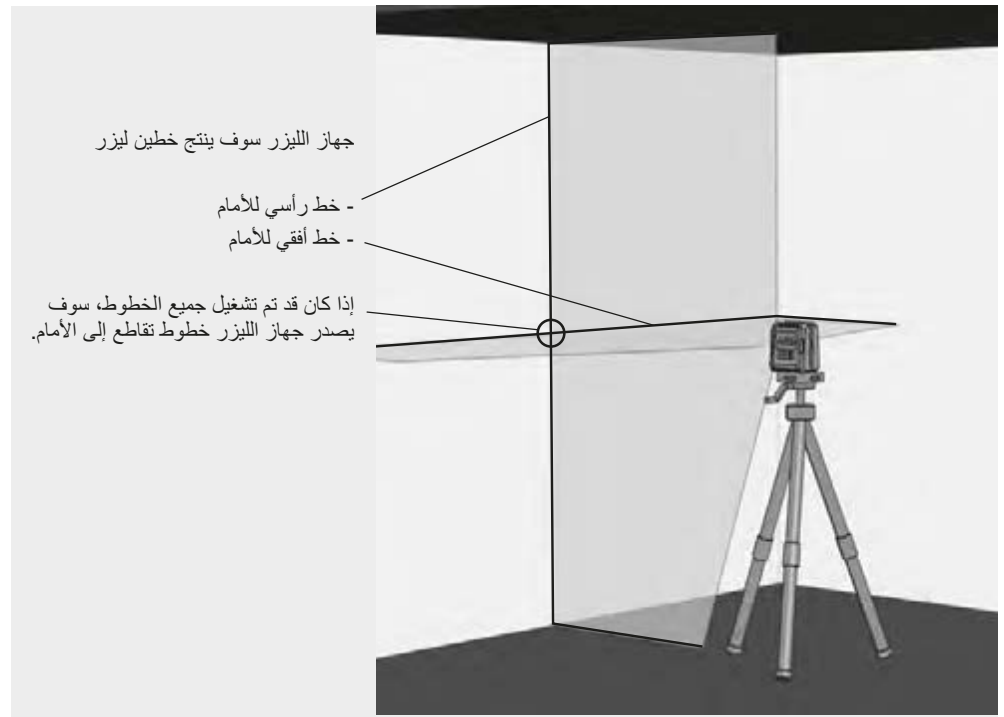 جهاز الليزر سوف ينتج خطين ليزر
- خط رأسي للأمام
- خط أفقي للأمام
إذا كان قد تم تشغيل جميع الخطوط، سوف
يصدر جهاز الليزر خطوط تقاطع إلى الأمام.